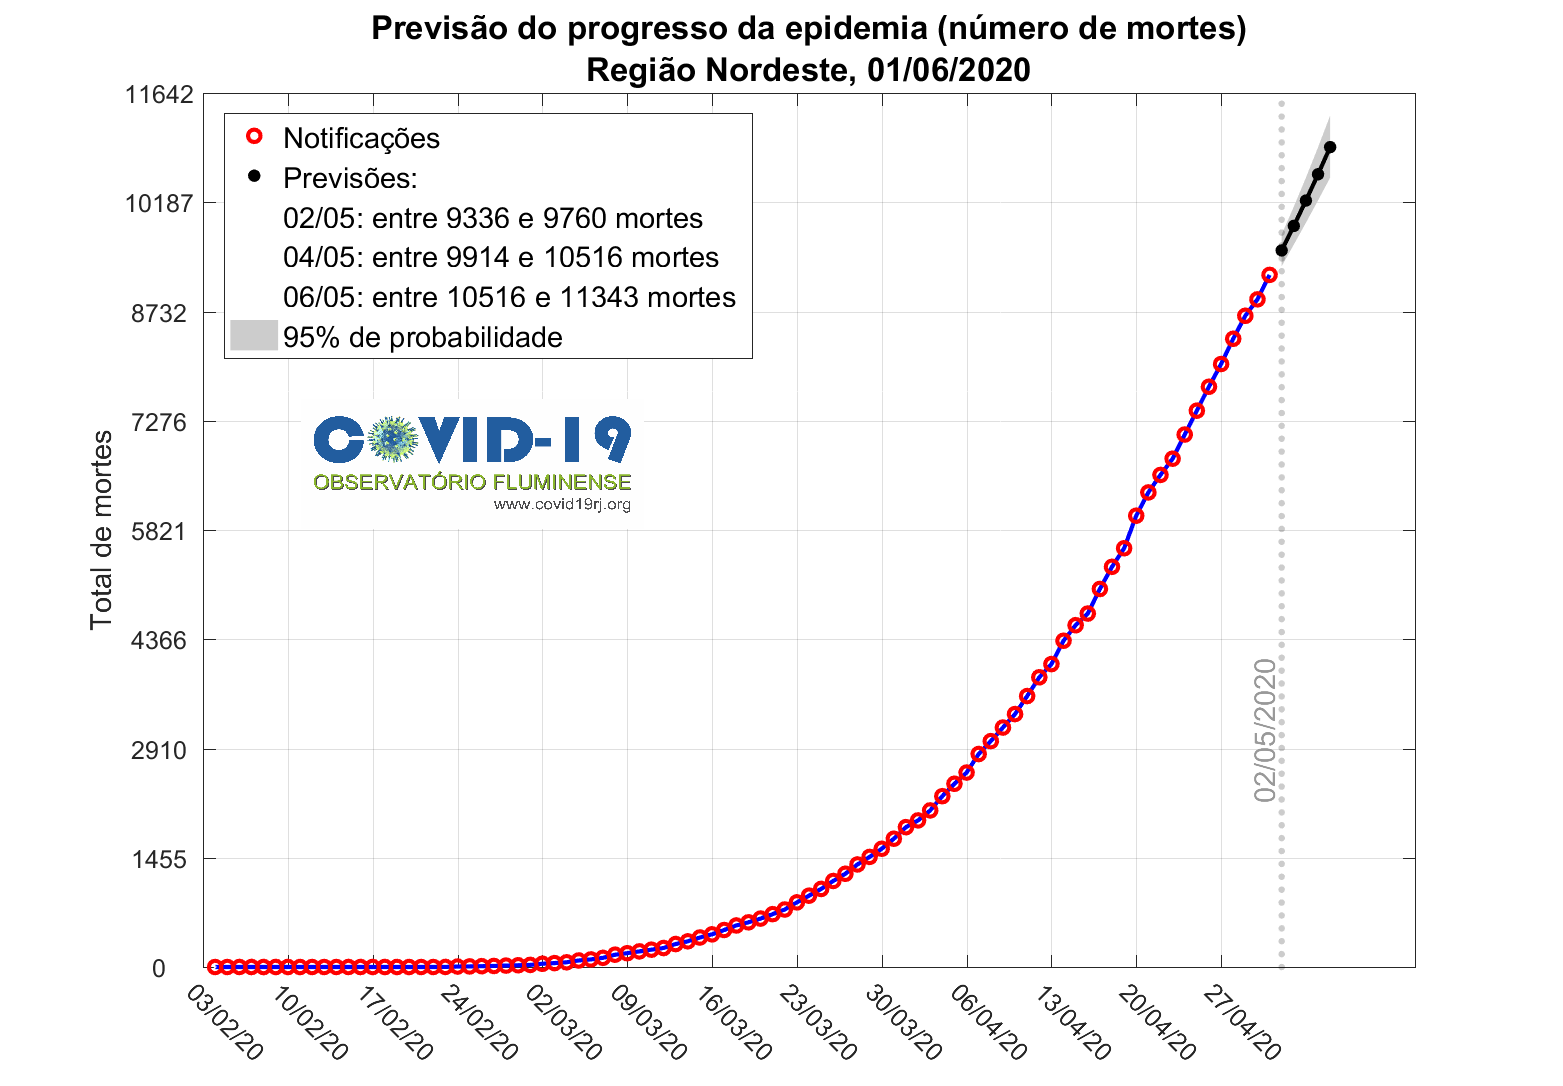 Previsão do progresso da epidemia (número de mortes)
Região Nordeste, 01/06/2020
11642
10187
8732
7276
5821
4366
2910
1455
0
Total de mortes
Notificações
Previsões:
02/05: entre 9336 e 9760 mortes
04/05: entre 9914 e 10516 mortes
06/05: entre 10516 e 11343 mortes
95% de probabilidade
COVID-19
OBSERVATÓRIO FLUMINENSE
www.covid19rj.org
02/05/2020
03/02/20
10/02/20
17/02/20
24/02/20
02/03/20
09/03/20
16/03/20
23/03/20
30/03/20
06/04/20
13/04/20
20/04/20
27/04/20